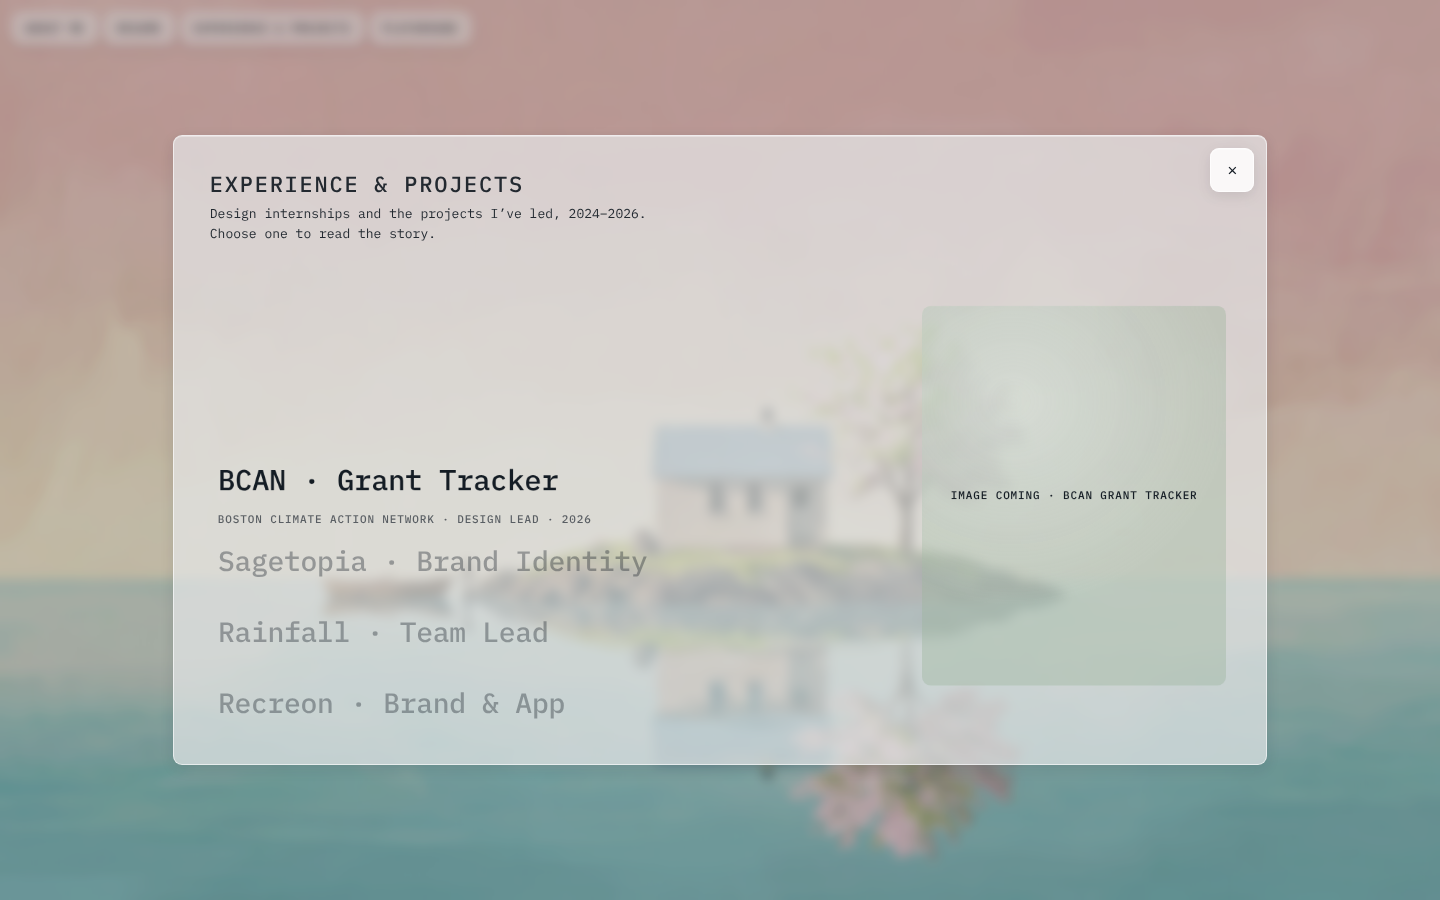 EXPERIENCE & PROJECTS
Design internships and the projects I’ve led, 2024–2026.
Choose one to read the story.
×
BCAN · Grant Tracker
BOSTON CLIMATE ACTION NETWORK · DESIGN LEAD · 2026
Sagetopia · Brand Identity
Rainfall · Team Lead
Recreon · Brand & App
IMAGE COMING · BCAN GRANT TRACKER